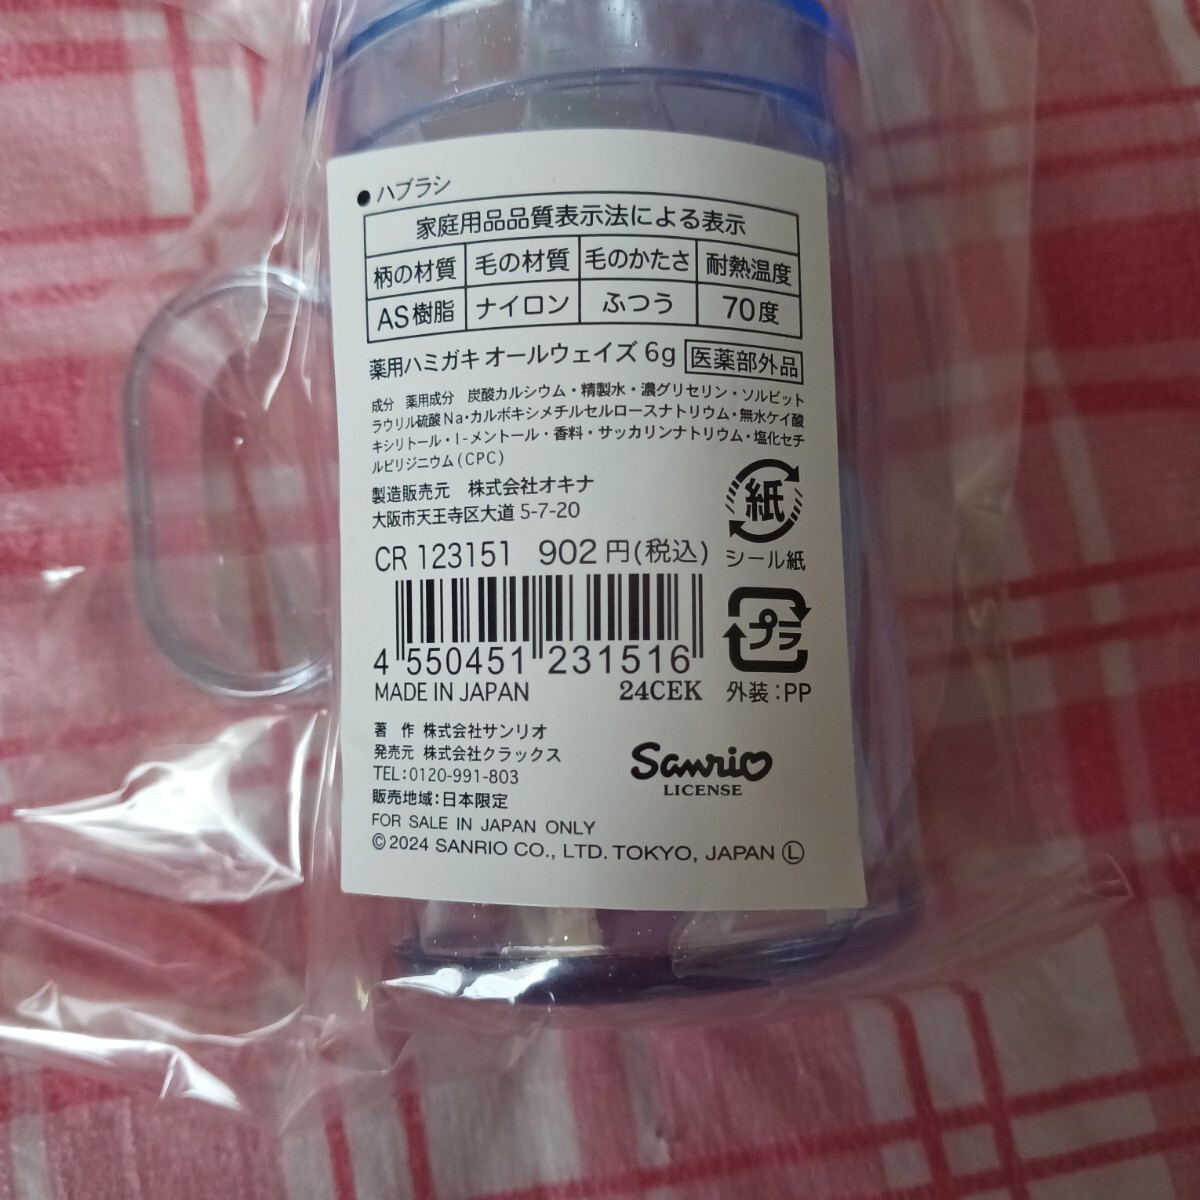 ●ハブラシ
家庭用品品質表示法による表示
柄の材質 毛の材質 毛のかたさ 耐熱温度
AS樹脂 ナイロン ふつう 70度
薬用ハミガキ オールウェイズ 6g 医薬部外品
成分 薬用成分 炭酸カルシウム・精製水・濃グリセリン・ソルビット
ラウリル硫酸Na・カルボキシメチルセルロースナトリウム・無水ケイ酸
キシリトール・l-メントール・香料・サッカリンナトリウム・塩化セチ
ルピリジニウム(CPC)
製造販売元 株式会社オキナ
大阪市天王寺区大道 5-7-20
紙
シール紙
CR 123151 902円(税込)
4 550451 231516
MADE IN JAPAN 24CEK
プラ
外装:PP
著 作 株式会社サンリオ
発売元 株式会社クラックス
TEL:0120-991-803
販売地域:日本限定
Sanrio
LICENSE
FOR SALE IN JAPAN ONLY
©2024 SANRIO CO., LTD. TOKYO, JAPAN Ⓛ